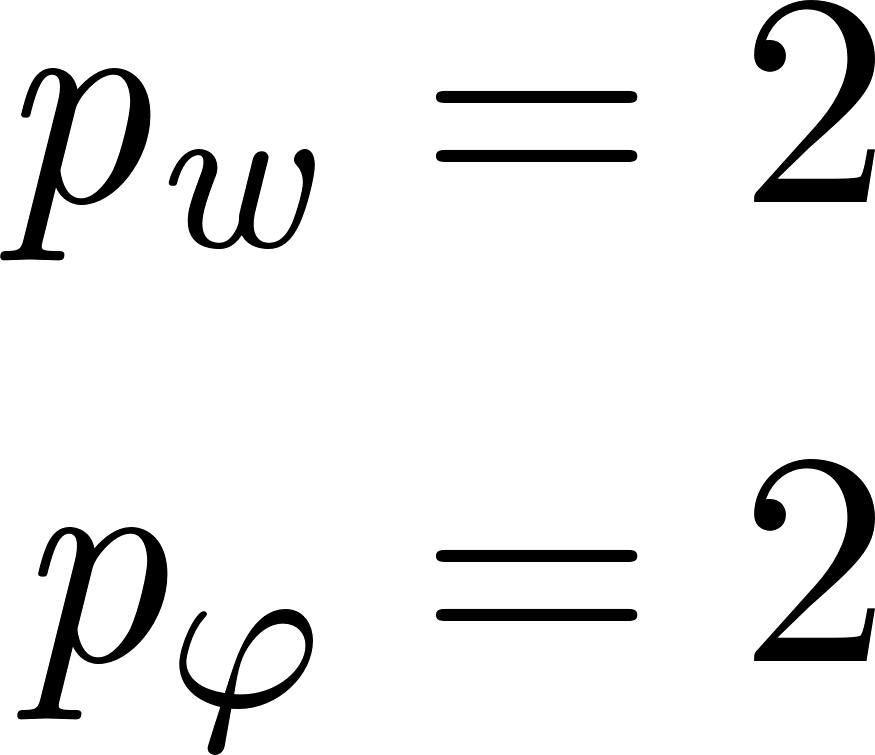 p_w = 2
p_φ = 2